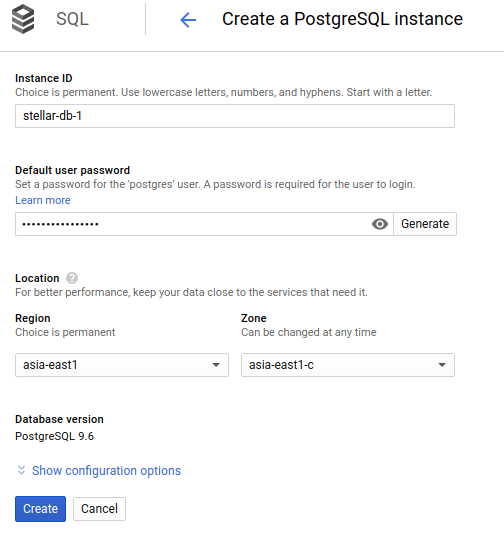 SQL
Create a PostgreSQL instance
Instance ID
Choice is permanent. Use lowercase letters, numbers, and hyphens. Start with a letter.
stellar-db-1
Default user password
Set a password for the 'postgres' user. A password is required for the user to login.
Learn more
••••••••••••••••
Generate
Location ?
For better performance, keep your data close to the services that need it.
Region
Choice is permanent
Zone
Can be changed at any time
asia-east1
asia-east1-c
Database version
PostgreSQL 9.6
Show configuration options
Create
Cancel